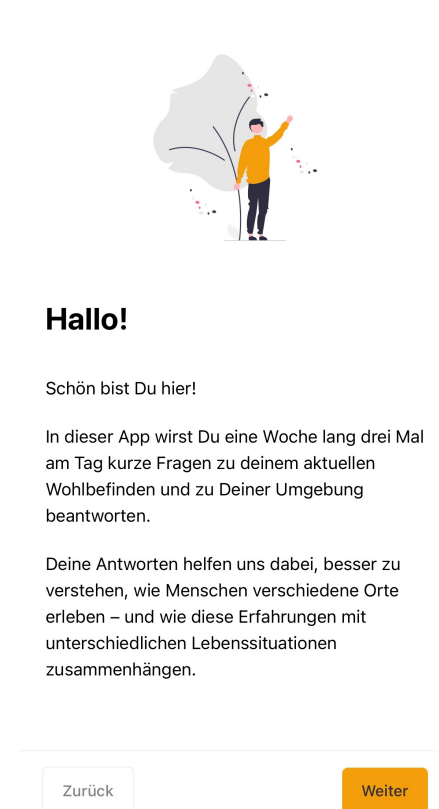 Hallo!
Schön bist Du hier!
In dieser App wirst Du eine Woche lang drei Mal
am Tag kurze Fragen zu deinem aktuellen
Wohlbefinden und zu Deiner Umgebung
beantworten.
Deine Antworten helfen uns dabei, besser zu
verstehen, wie Menschen verschiedene Orte
erleben – und wie diese Erfahrungen mit
unterschiedlichen Lebenssituationen
zusammenhängen.
Zurück
Weiter